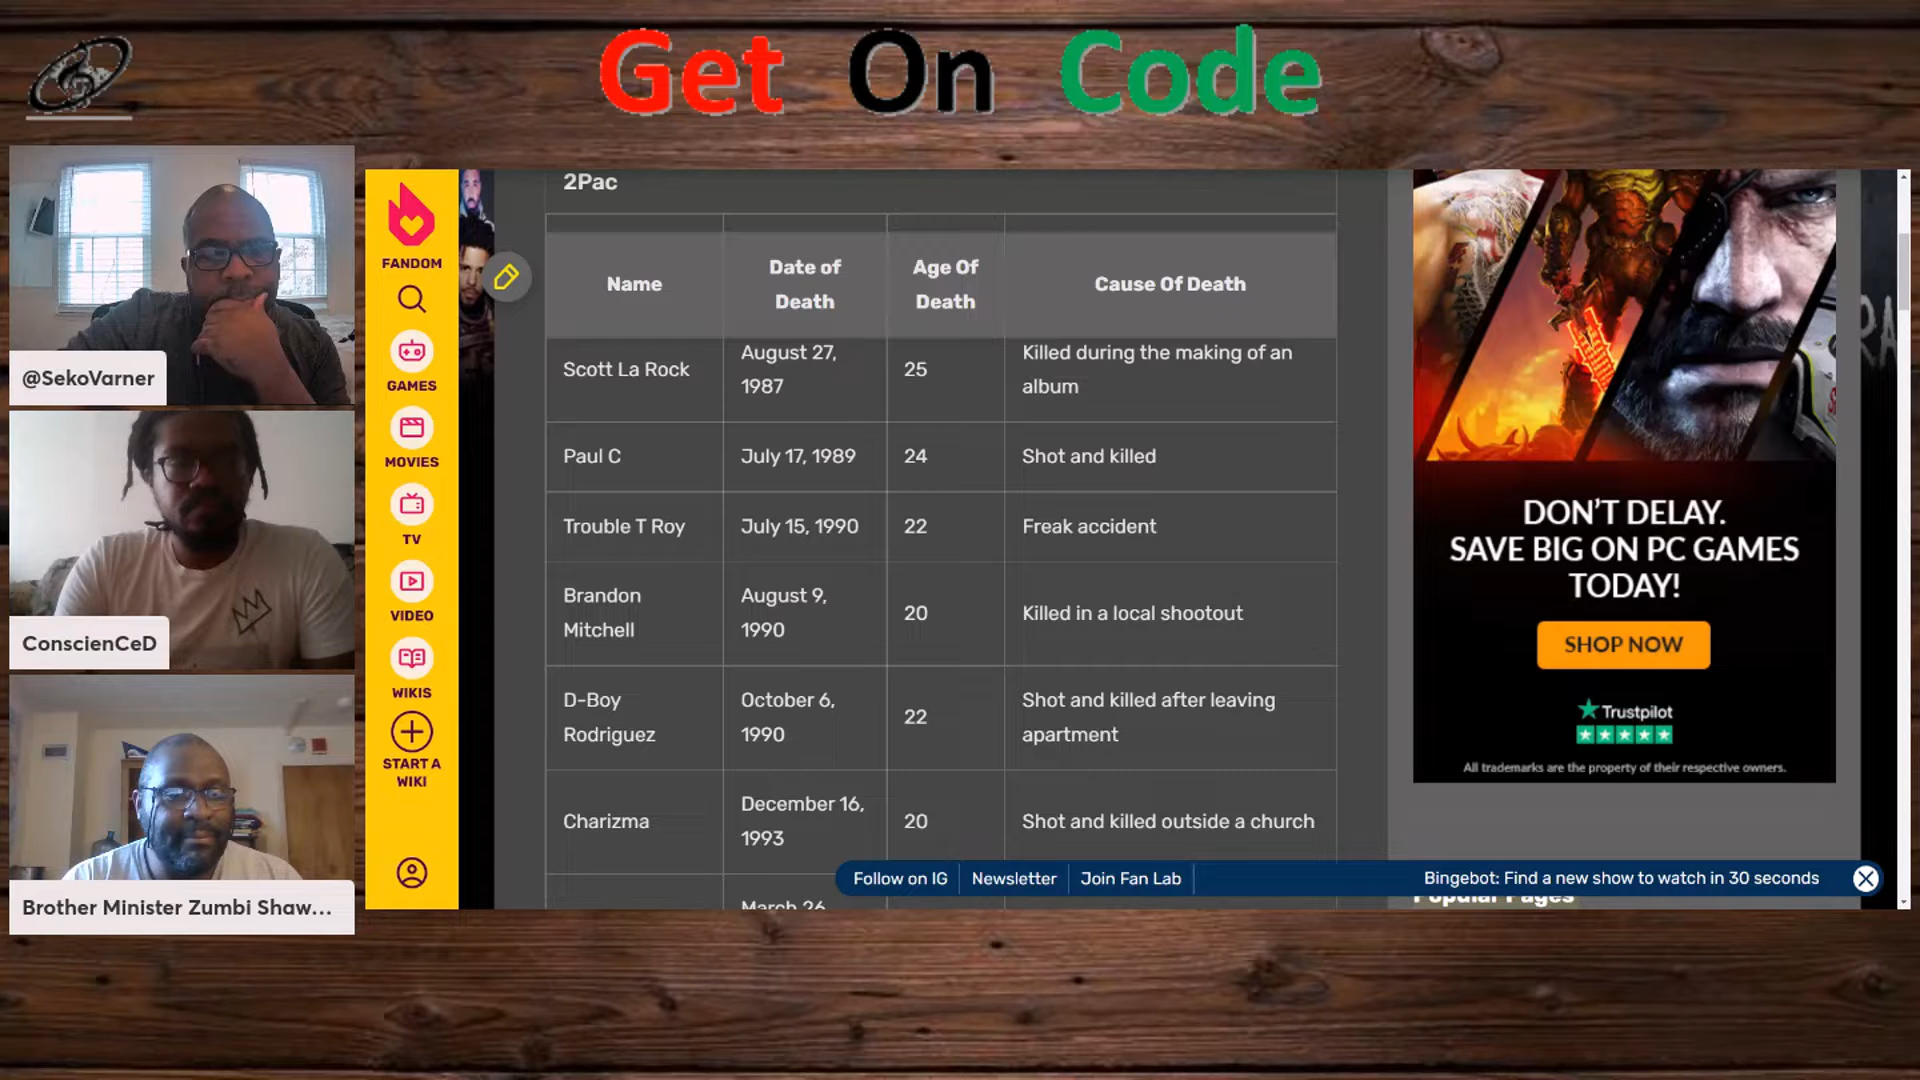 Get On Code
@SekoVarner
ConscienCeD
Brother Minister Zumbi Shaw...
FANDOM
GAMES
MOVIES
TV
VIDEO
WIKIS
START A
WIKI
2Pac
Name
Date of
Death
Age Of
Death
Cause Of Death
Scott La Rock
August 27,
1987
25
Killed during the making of an
album
Paul C
July 17, 1989
24
Shot and killed
Trouble T Roy
July 15, 1990
22
Freak accident
Brandon
Mitchell
August 9,
1990
20
Killed in a local shootout
D-Boy
Rodriguez
October 6,
1990
22
Shot and killed after leaving
apartment
Charizma
December 16,
1993
20
Shot and killed outside a church
March 26
DON'T DELAY.
SAVE BIG ON PC GAMES
TODAY!
SHOP NOW
Trustpilot
All trademarks are the property of their respective owners.
Follow on IG
Newsletter
Join Fan Lab
Bingebot: Find a new show to watch in 30 seconds
Popular Pages